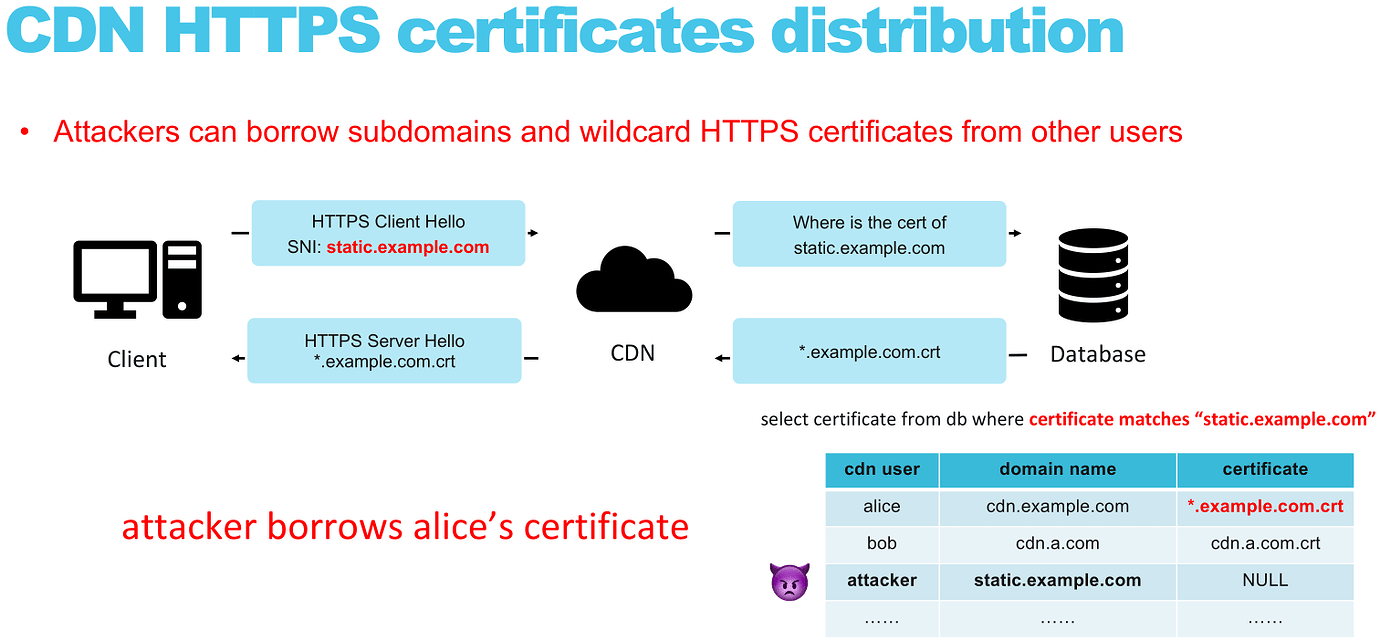 CDN HTTPS certificates distribution
• Attackers can borrow subdomains and wildcard HTTPS certificates from other users
HTTPS Client Hello
SNI: static.example.com
Where is the cert of
static.example.com
HTTPS Server Hello
*.example.com.crt
*.example.com.crt
Client
CDN
Database
select certificate from db where certificate matches “static.example.com”
cdn user domain name certificate
alice cdn.example.com *.example.com.crt
bob cdn.a.com cdn.a.com.crt
attacker static.example.com NULL
…… …… ……
attacker borrows alice’s certificate